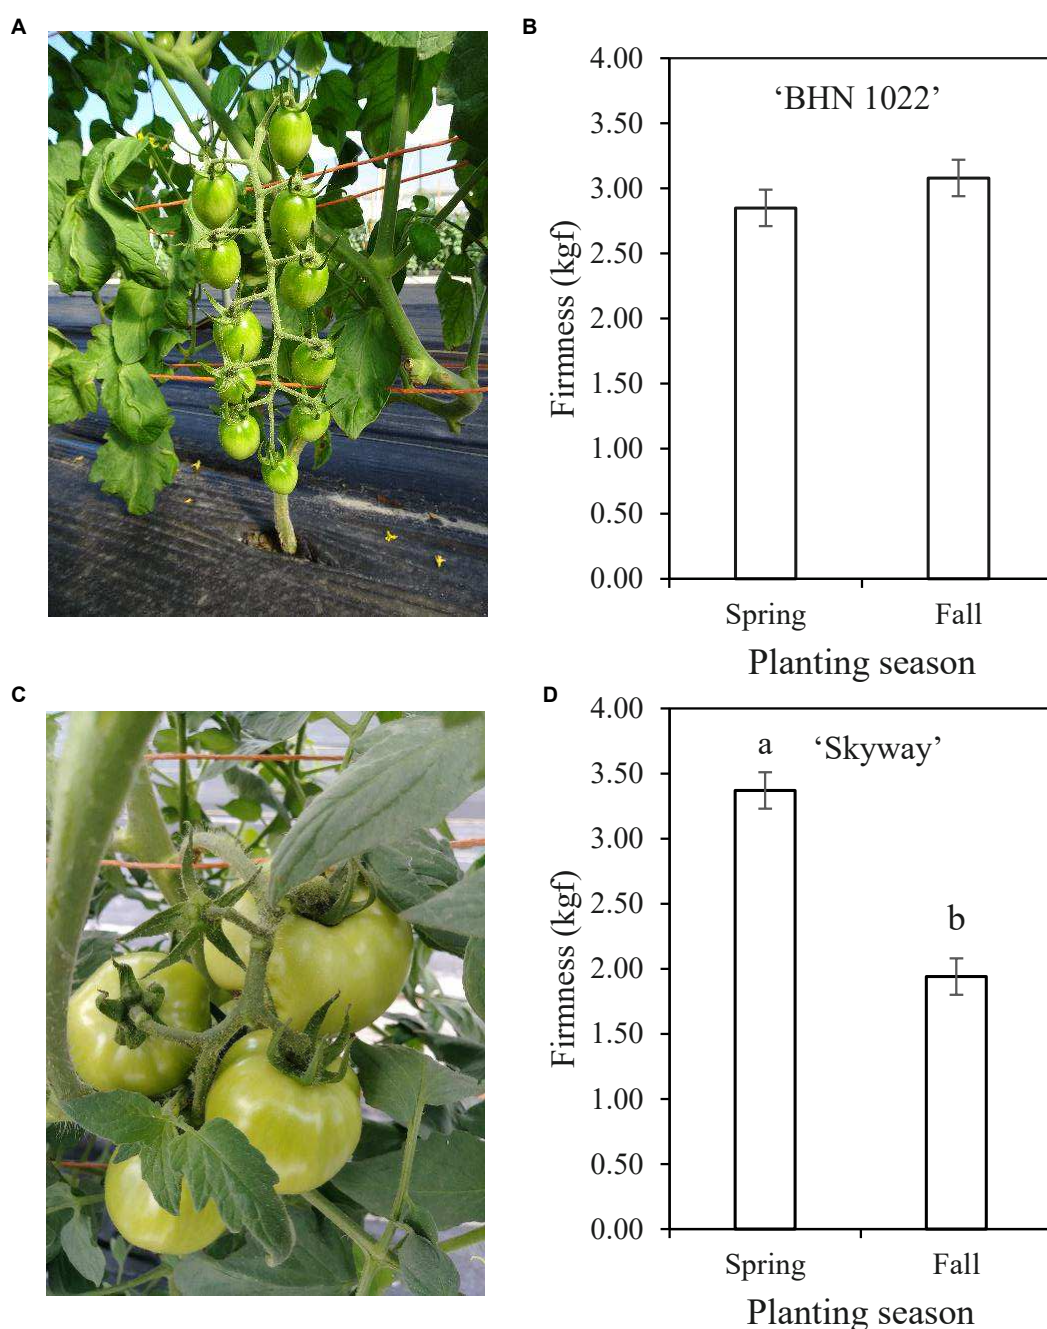 A
B
4.00
3.50
3.00
2.50
2.00
1.50
1.00
0.50
0.00
Firmness (kgf)
‘BHN 1022’
Spring
Fall
Planting season
C
D
4.00
3.50
3.00
2.50
2.00
1.50
1.00
0.50
0.00
Firmness (kgf)
a
‘Skyway’
b
Spring
Fall
Planting season